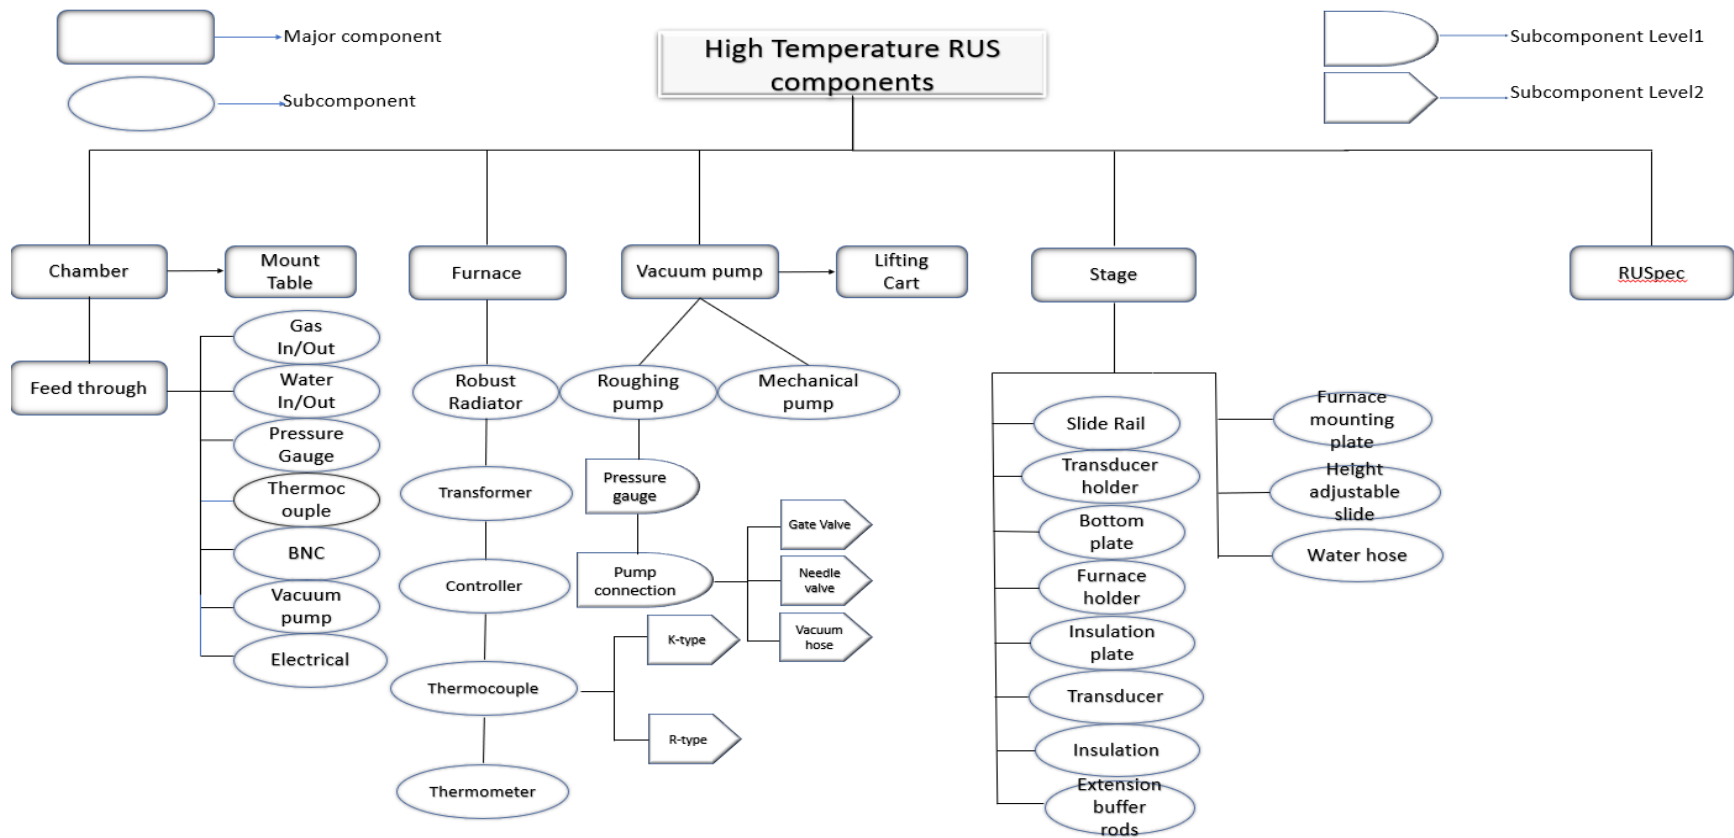 Major component
Subcomponent
High Temperature RUS
components
Subcomponent Level1
Subcomponent Level2
Chamber
Mount
Table
Furnace
Vacuum pump
Lifting
Cart
Stage
RUSpec
Feed through
Gas
In/Out
Water
In/Out
Pressure
Gauge
Thermoc
ouple
BNC
Vacuum
pump
Electrical
Robust
Radiator
Transformer
Controller
Thermocouple
Thermometer
K-type
R-type
Roughing
pump
Mechanical
pump
Pressure
gauge
Pump
connection
Gate Valve
Needle
valve
Vacuum
hose
Slide Rail
Transducer
holder
Bottom
plate
Furnace
holder
Insulation
plate
Transducer
Insulation
Extension
buffer
rods
Furnace
mounting
plate
Height
adjustable
slide
Water hose